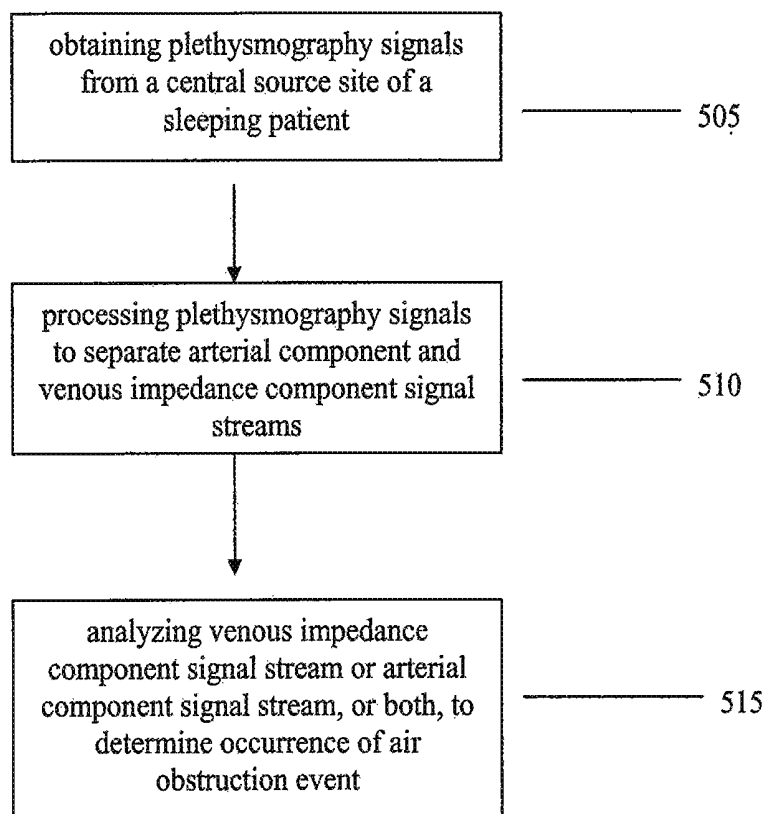 obtaining plethysmography signals
from a central source site of a
sleeping patient
505
processing plethysmography signals
to separate arterial component and
venous impedance component signal
streams
510
analyzing venous impedance
component signal stream or arterial
component signal stream, or both, to
determine occurrence of air
obstruction event
515